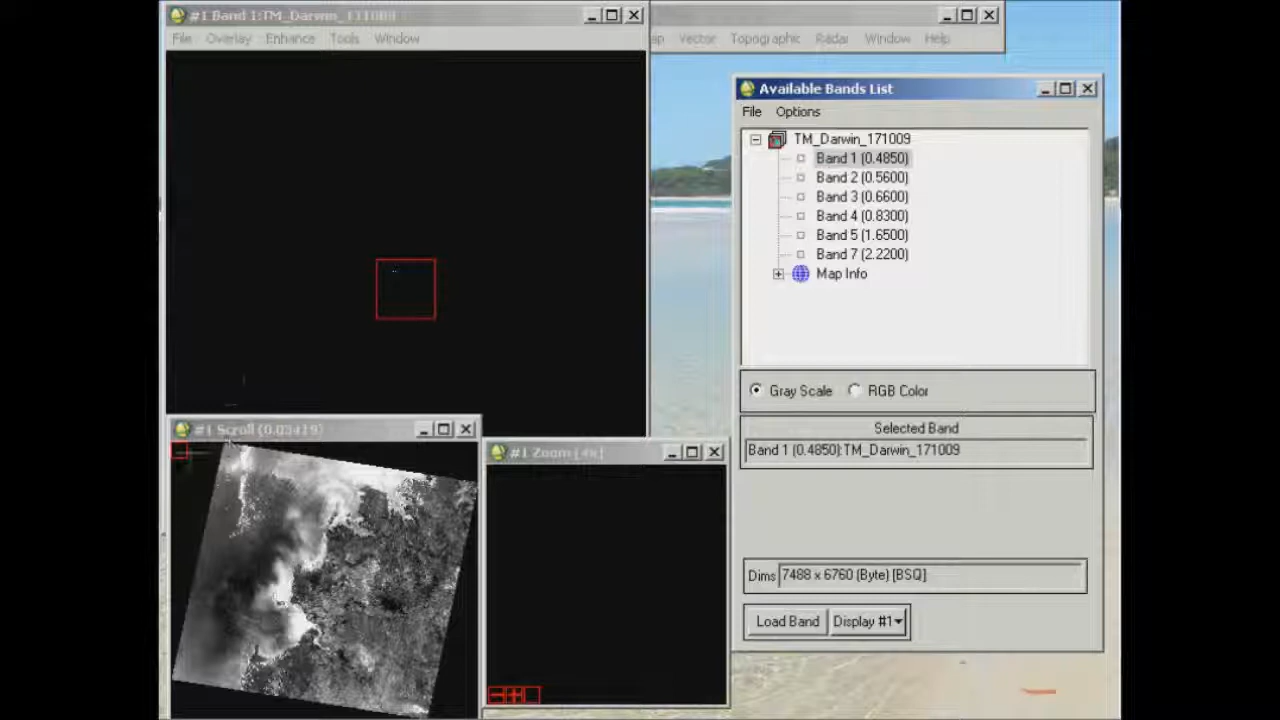 #1 Band 1:TM_Darwin_171009
File Overlay Enhance Tools Window
Vector Topographic Radar Window Help
Available Bands List
File Options
TM_Darwin_171009
Band 1 (0.4850)
Band 2 (0.5600)
Band 3 (0.6600)
Band 4 (0.8300)
Band 5 (1.6500)
Band 7 (2.2200)
Map Info
Gray Scale RGB Color
Selected Band
Band 1 (0.4850):TM_Darwin_171009
Dims 7488 x 6760 (Byte) [BSQ]
Load Band Display #1
#1 Scroll (0.03419)
#1 Zoom [4x]